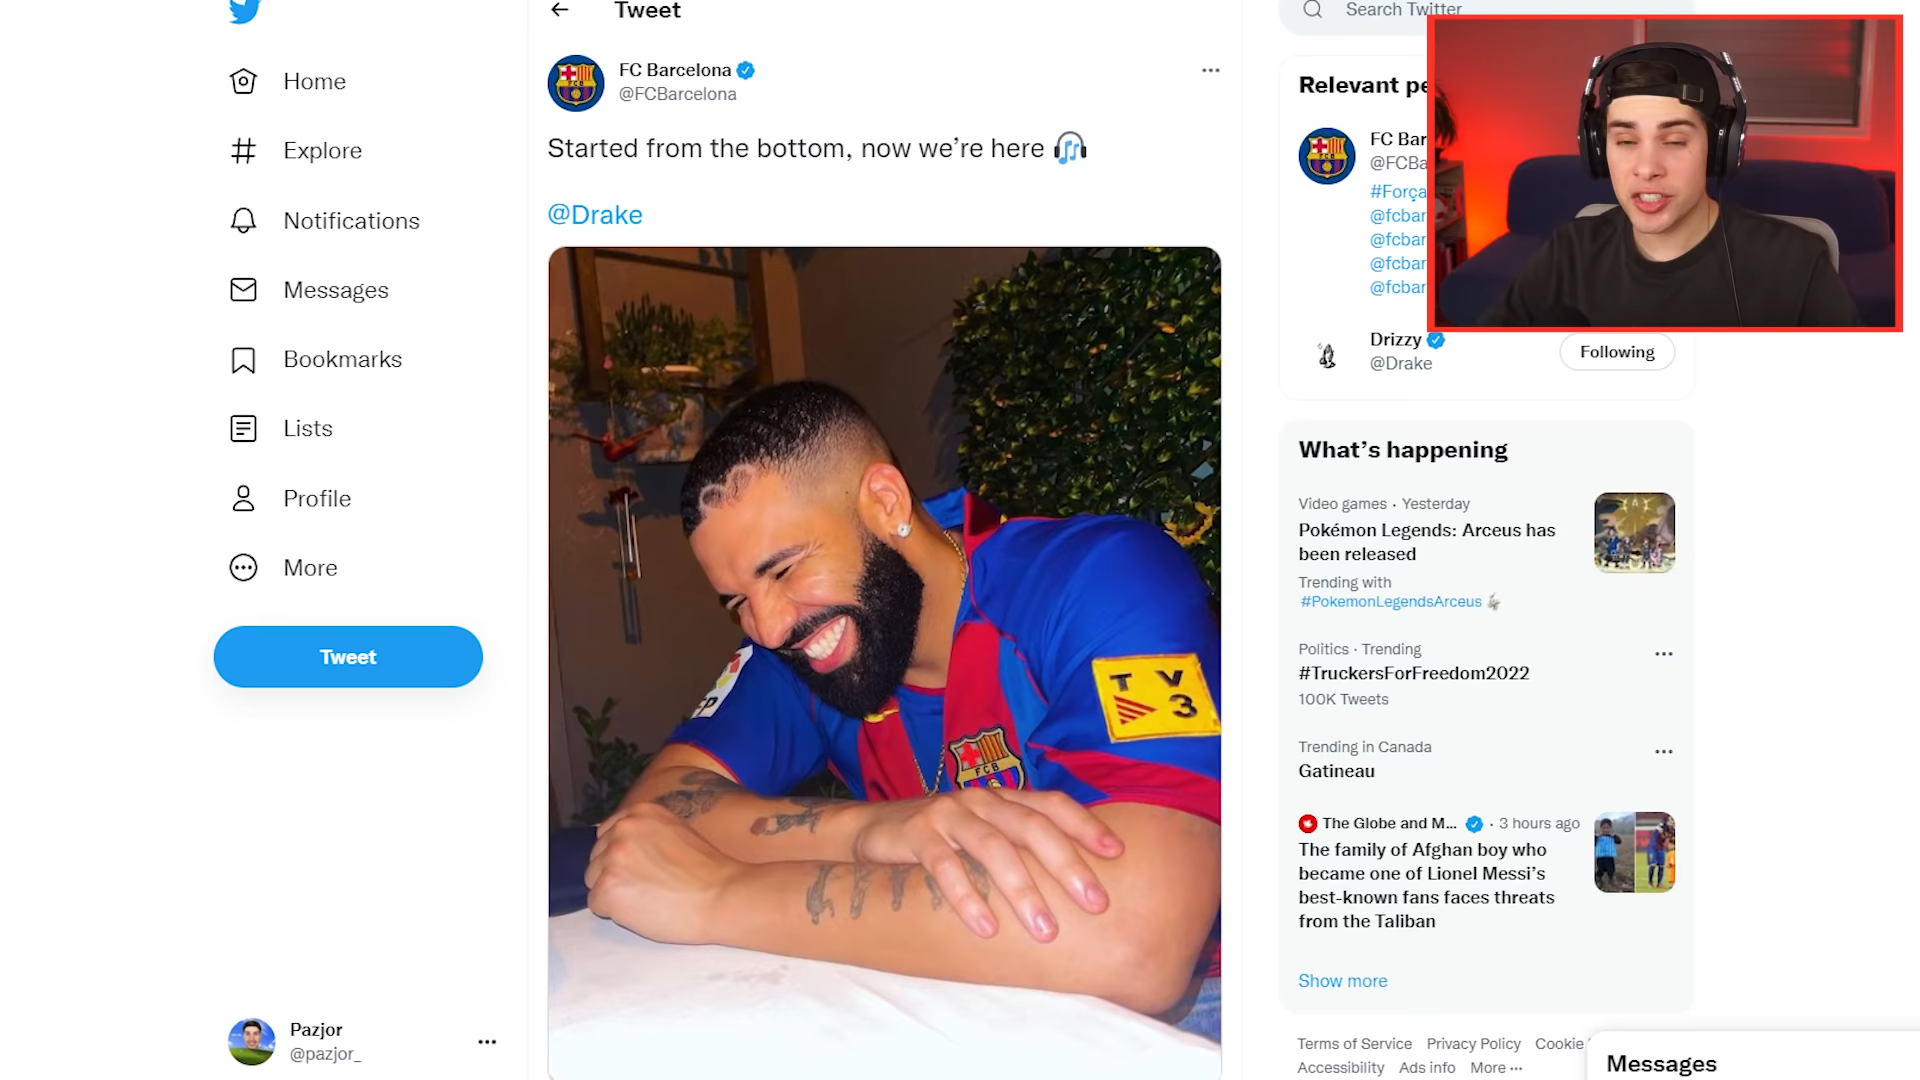 Home
Explore
Notifications
Messages
Bookmarks
Lists
Profile
More
Tweet
Pazjor
@pazjor_
Tweet
FC Barcelona
@FCBarcelona
Started from the bottom, now we’re here
@Drake
TV
3
FCB
Search Twitter
Relevant pe
FC Bar
@FCBa
#Força
@fcbar
@fcbar
@fcbar
@fcbar
Drizzy
@Drake
Following
What’s happening
Video games · Yesterday
Pokémon Legends: Arceus has
been released
Trending with
#PokemonLegendsArceus
Politics · Trending
#TruckersForFreedom2022
100K Tweets
Trending in Canada
Gatineau
The Globe and M... · 3 hours ago
The family of Afghan boy who
became one of Lionel Messi’s
best-known fans faces threats
from the Taliban
Show more
Terms of Service Privacy Policy Cookie
Accessibility Ads info More ···
Messages